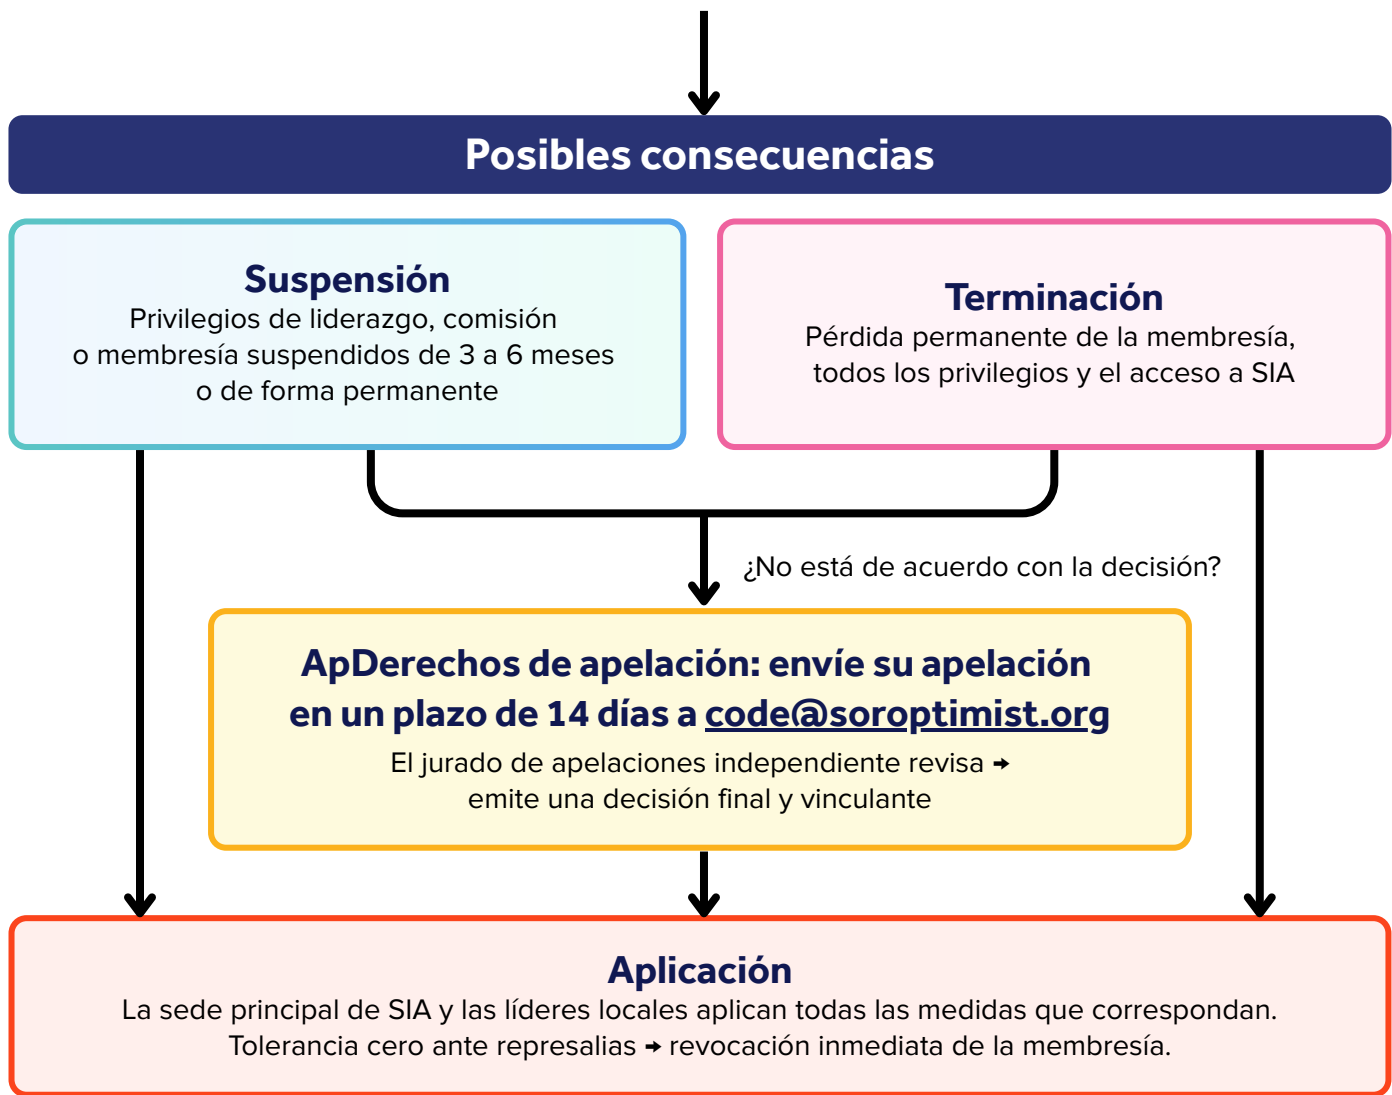 Posibles consecuencias
Suspensión
Privilegios de liderazgo, comisión
o membresía suspendidos de 3 a 6 meses
o de forma permanente
Terminación
Pérdida permanente de la membresía,
todos los privilegios y el acceso a SIA
¿No está de acuerdo con la decisión?
ApDerechos de apelación: envíe su apelación
en un plazo de 14 días a code@soroptimist.org
El jurado de apelaciones independiente revisa →
emite una decisión final y vinculante
Aplicación
La sede principal de SIA y las líderes locales aplican todas las medidas que correspondan.
Tolerancia cero ante represalias → revocación inmediata de la membresía.